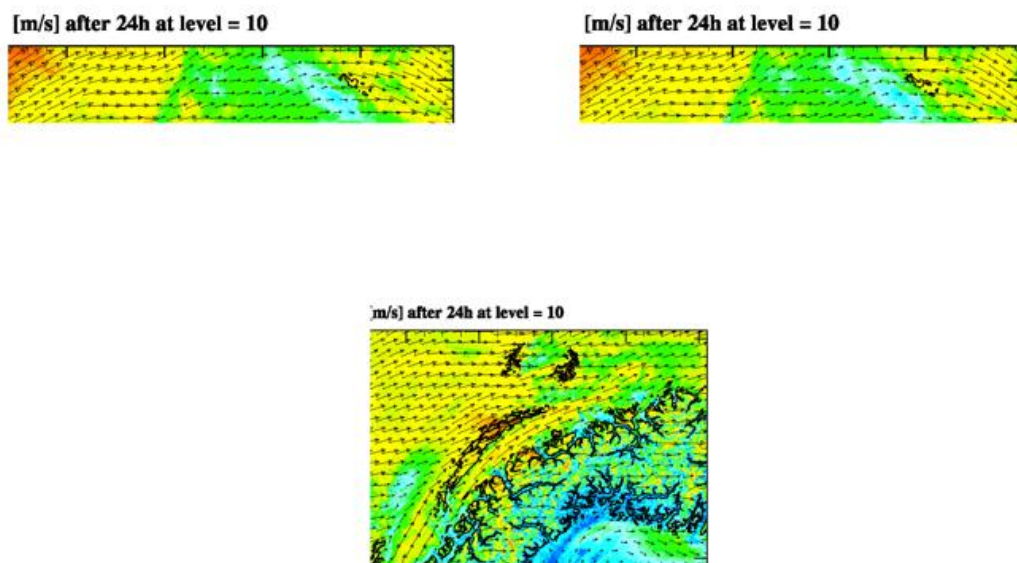 [m/s] after 24h at level = 10
[m/s] after 24h at level = 10
[m/s] after 24h at level = 10